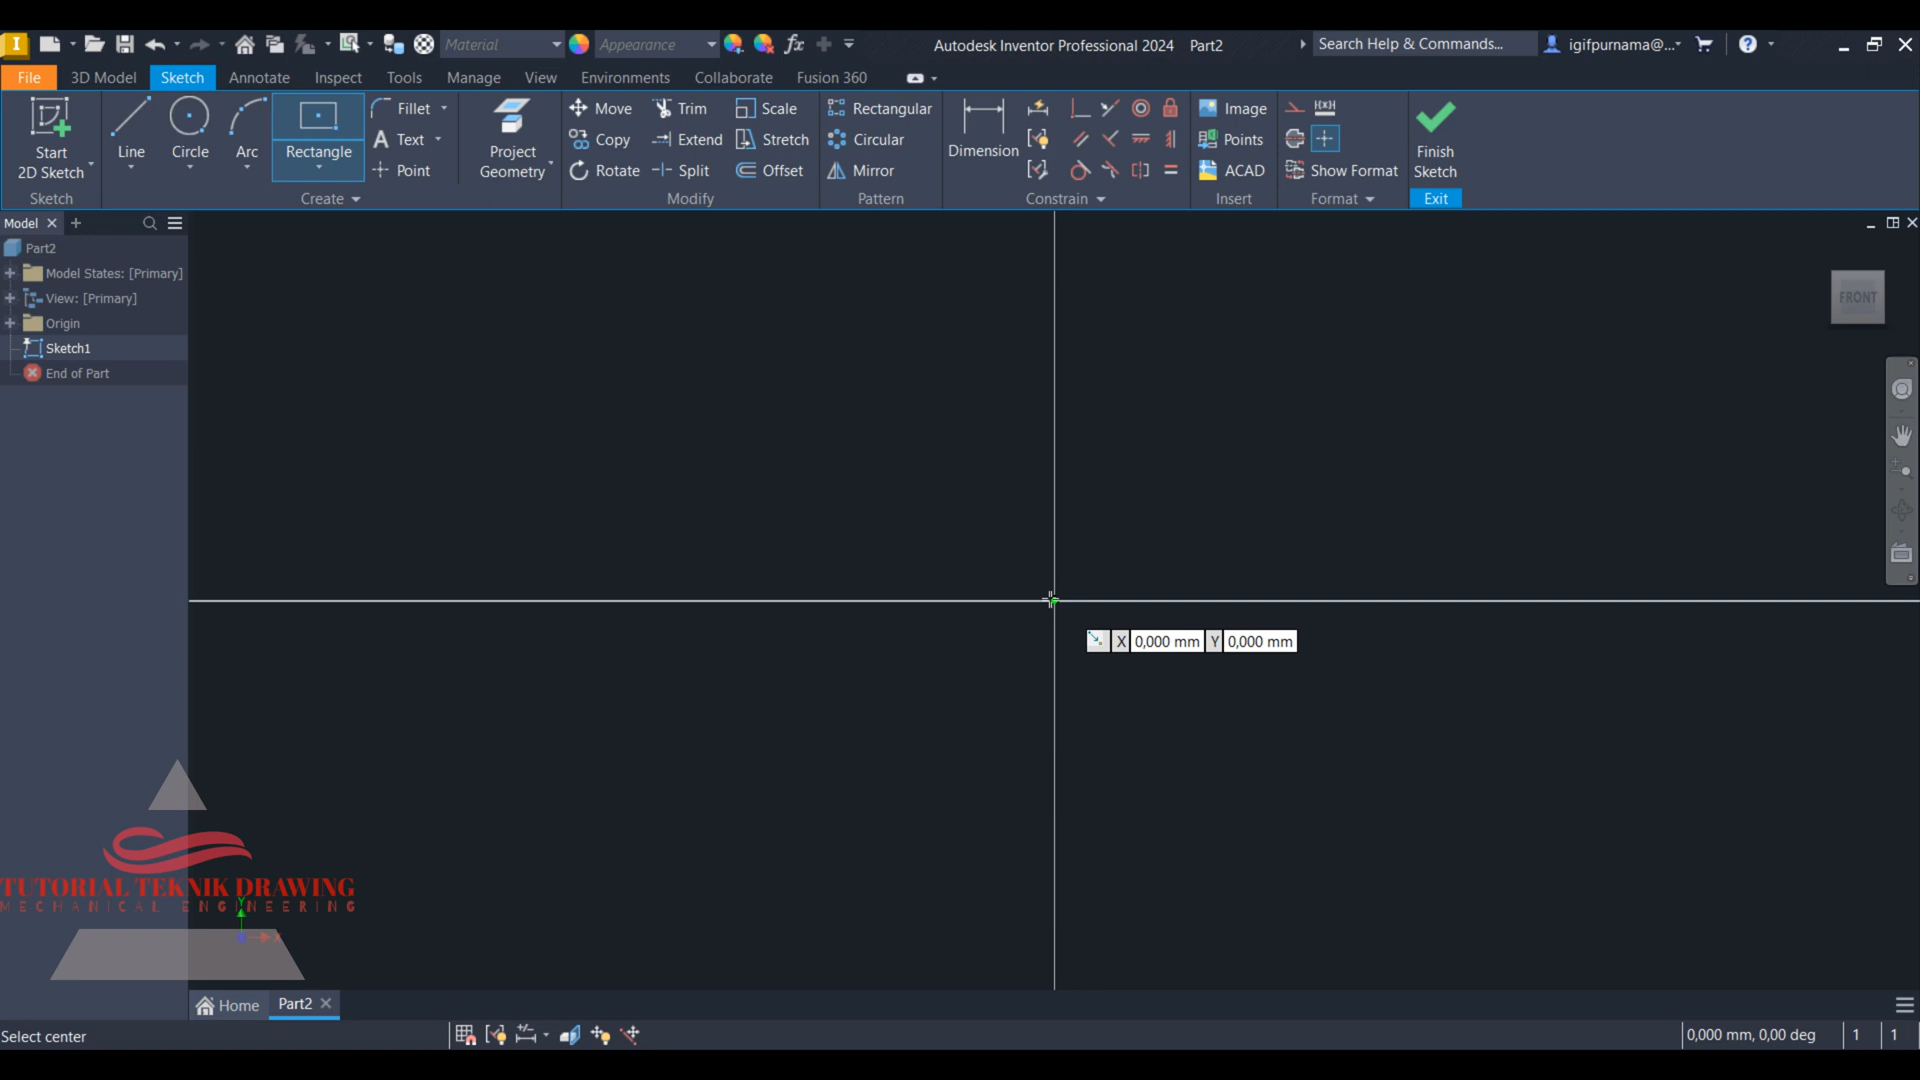 Material
Appearance
fx
Autodesk Inventor Professional 2024 Part2
Search Help & Commands...
igifpurnama@...
File 3D Model Sketch Annotate Inspect Tools Manage View Environments Collaborate Fusion 360
Start
2D Sketch
Line
Circle
Arc
Rectangle
Fillet
Text
Point
Project
Geometry
Move
Copy
Rotate
Trim
Extend
Split
Scale
Stretch
Offset
Rectangular
Circular
Mirror
Dimension
Image
Points
ACAD
Show Format
Finish
Sketch
Sketch
Create
Modify
Pattern
Constrain
Insert
Format
Exit
Model
Part2
Model States: [Primary]
View: [Primary]
Origin
Sketch1
End of Part
FRONT
X 0,000 mm Y 0,000 mm
TUTORIAL TEKNIK DRAWING
MECHANICAL ENGINEERING
Y
X
Home
Part2
Select center
0,000 mm, 0,00 deg 1 1